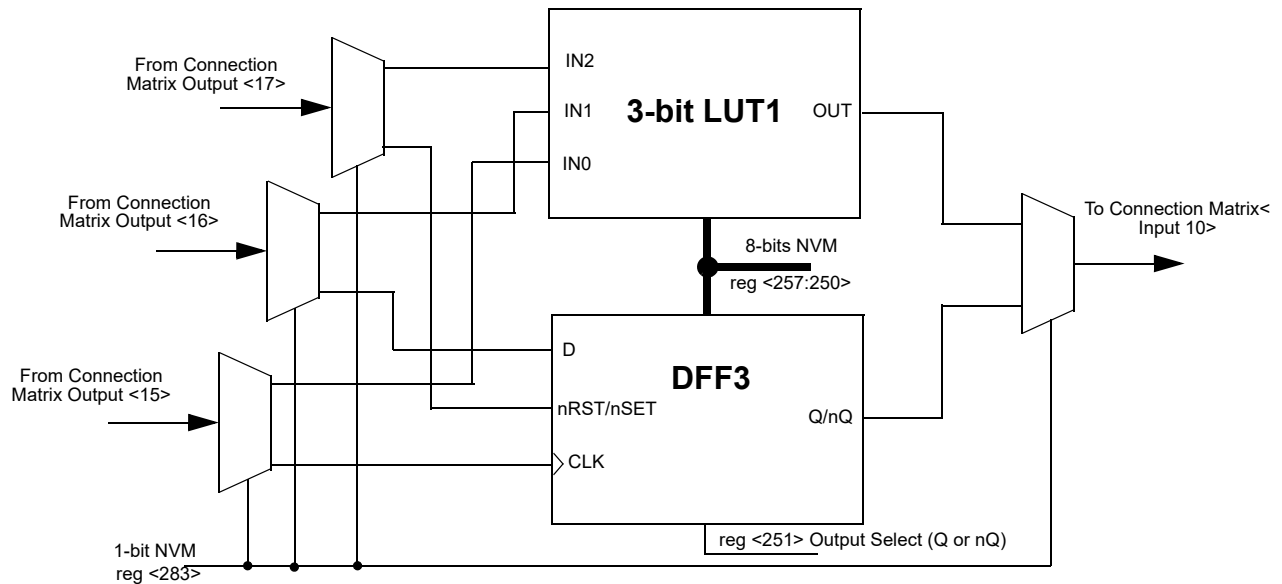 From Connection
Matrix Output <17>
IN2
IN1
IN0
3-bit LUT1
OUT
From Connection
Matrix Output <16>
To Connection Matrix<
Input 10>
8-bits NVM
reg <257:250>
From Connection
Matrix Output <15>
D
nRST/nSET
CLK
DFF3
Q/nQ
reg <251> Output Select (Q or nQ)
1-bit NVM
reg <283>